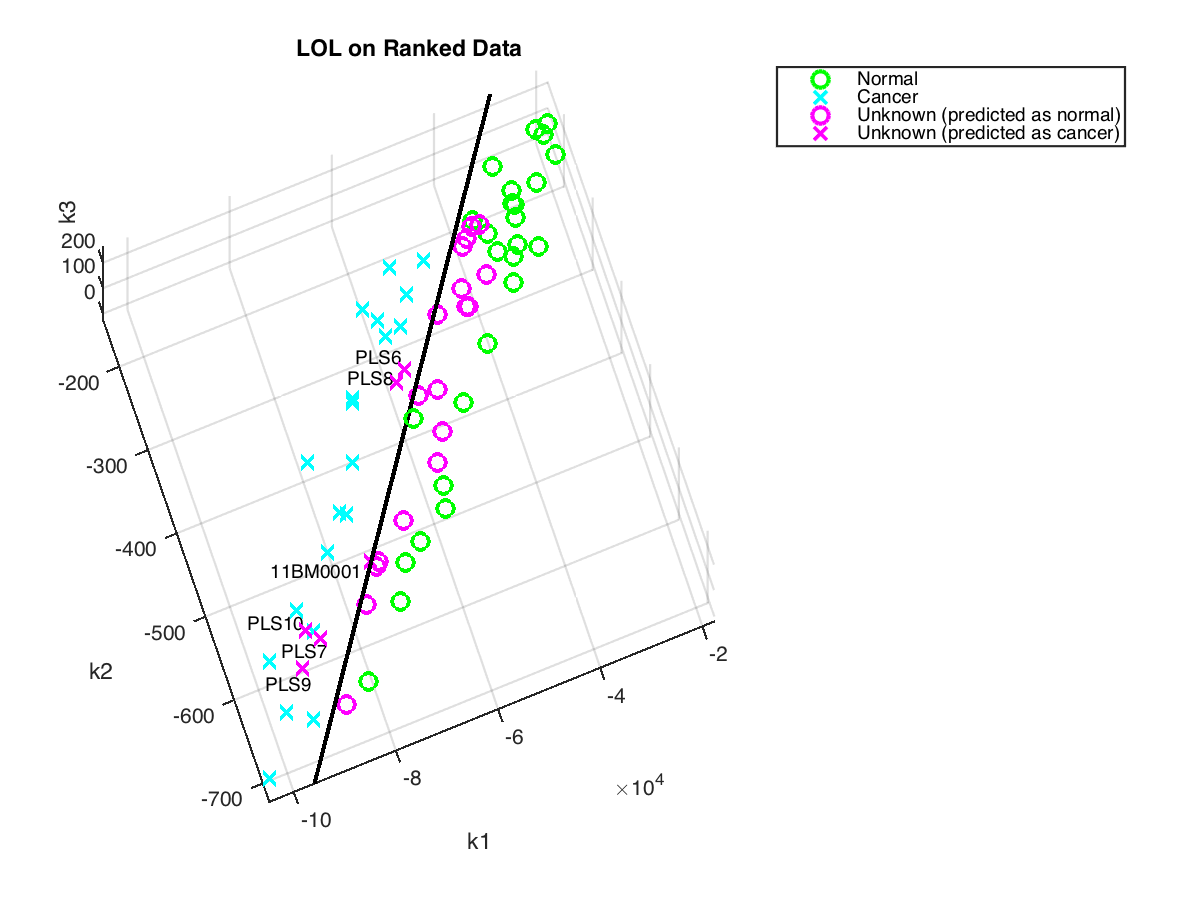 LOL on Ranked Data
Normal
Cancer
Unknown (predicted as normal)
Unknown (predicted as cancer)
k3
200
100
0
-200
-300
-400
-500
-600
-700
k2
PLS6
PLS8
11BM0001
PLS10
PLS7
PLS9
-2
-4
-6
-8
-10
×10⁴
k1